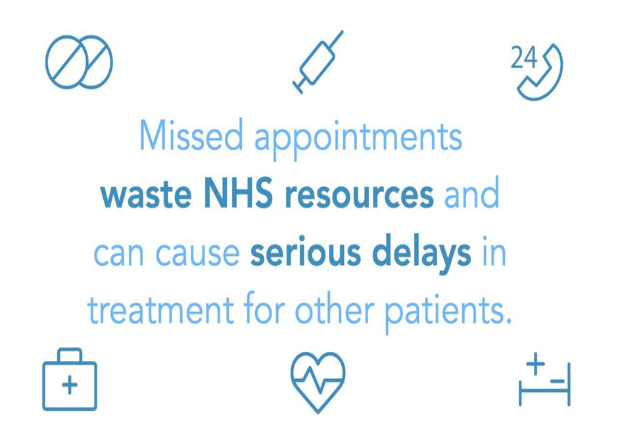 24
Missed appointments
waste NHS resources and
can cause serious delays in
treatment for other patients.